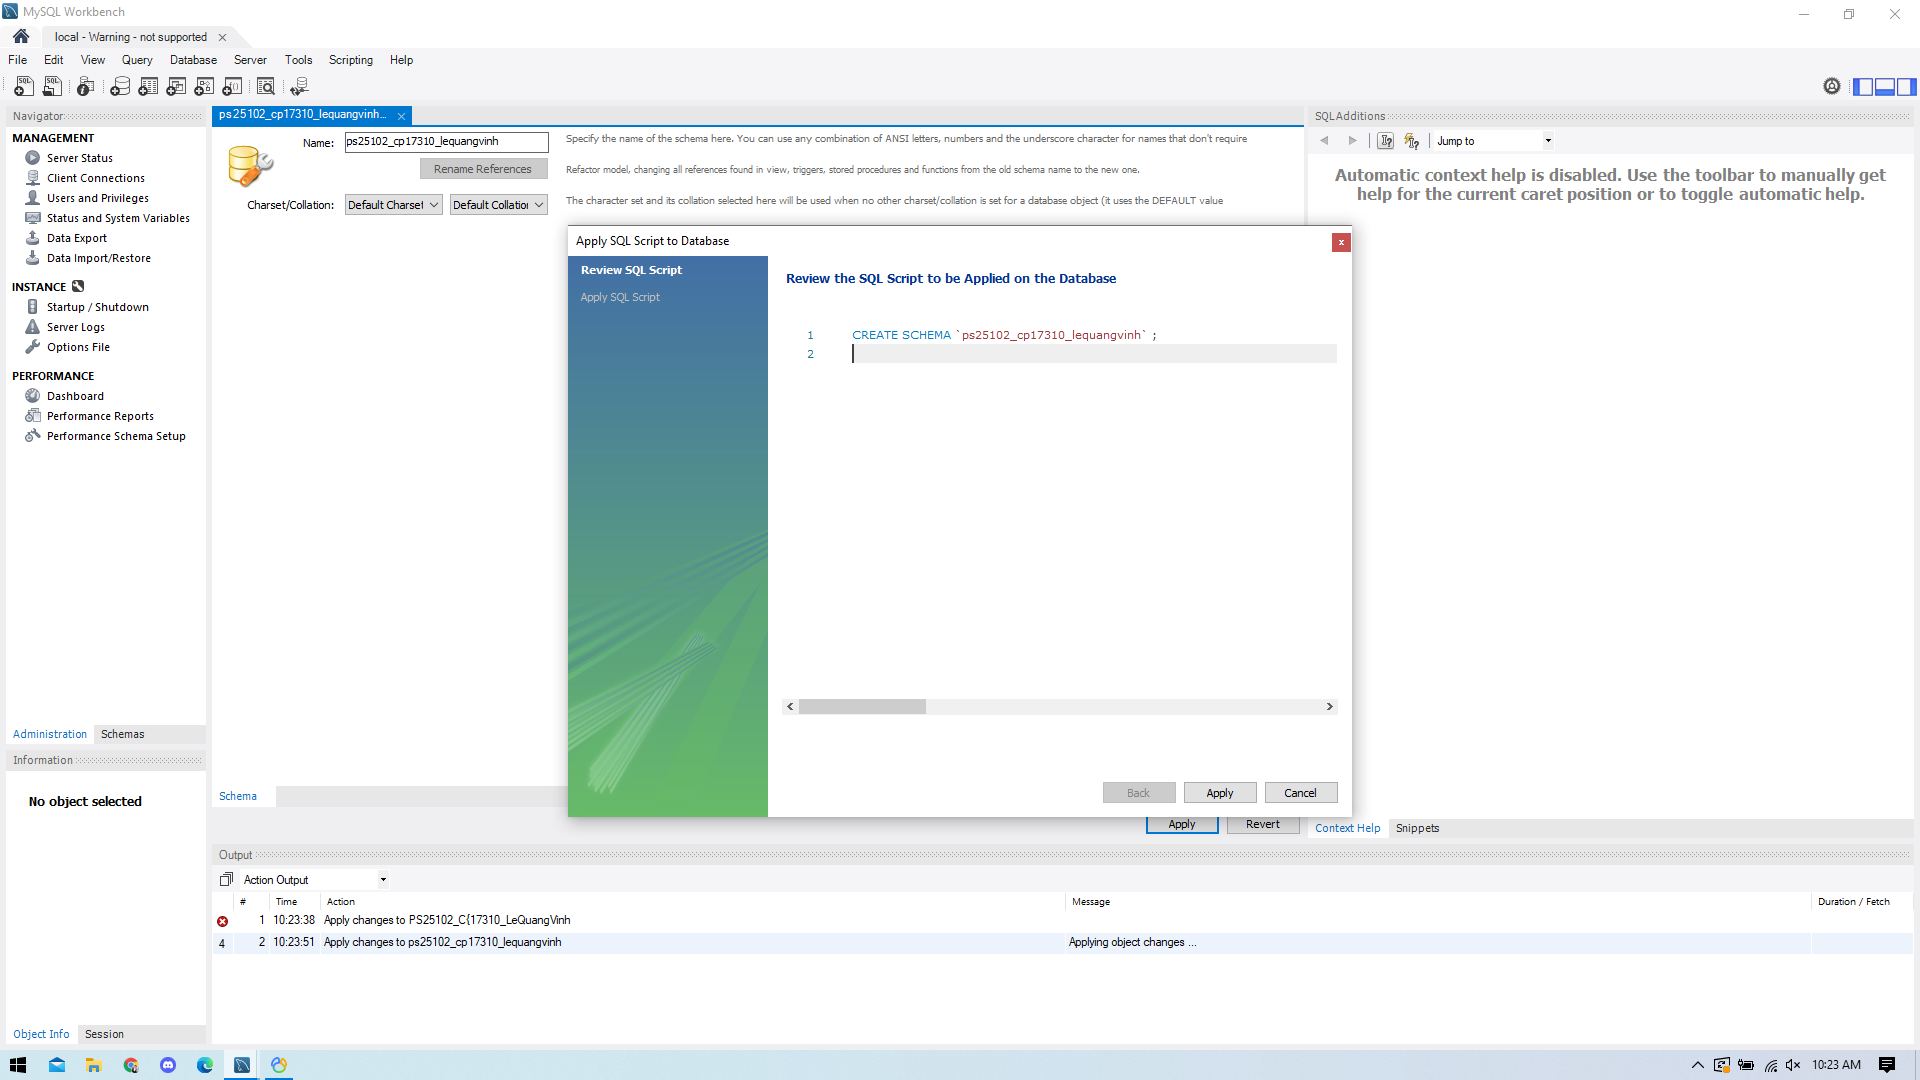 MySQL Workbench
local - Warning - not supported
File Edit View Query Database Server Tools Scripting Help
Navigator
MANAGEMENT
Server Status
Client Connections
Users and Privileges
Status and System Variables
Data Export
Data Import/Restore
INSTANCE
Startup / Shutdown
Server Logs
Options File
PERFORMANCE
Dashboard
Performance Reports
Performance Schema Setup
Administration Schemas
Information
No object selected
Object Info Session
ps25102_cp17310_lequangvinh...
Name: ps25102_cp17310_lequangvinh
Specify the name of the schema here. You can use any combination of ANSI letters, numbers and the underscore character for names that don't require
Rename References
Refactor model, changing all references found in view, triggers, stored procedures and functions from the old schema name to the new one.
Charset/Collation: Default Charset Default Collation
The character set and its collation selected here will be used when no other charset/collation is set for a database object (it uses the DEFAULT value
Schema
Apply Revert
Apply SQL Script to Database
x
Review SQL Script
Apply SQL Script
Review the SQL Script to be Applied on the Database
1 CREATE SCHEMA `ps25102_cp17310_lequangvinh` ;
2
Back Apply Cancel
SQLAdditions
Jump to
Automatic context help is disabled. Use the toolbar to manually get
help for the current caret position or to toggle automatic help.
Context Help Snippets
Output
Action Output
# Time Action Message Duration / Fetch
1 10:23:38 Apply changes to PS25102_C{17310_LeQuangVinh
4 2 10:23:51 Apply changes to ps25102_cp17310_lequangvinh Applying object changes ...
10:23 AM